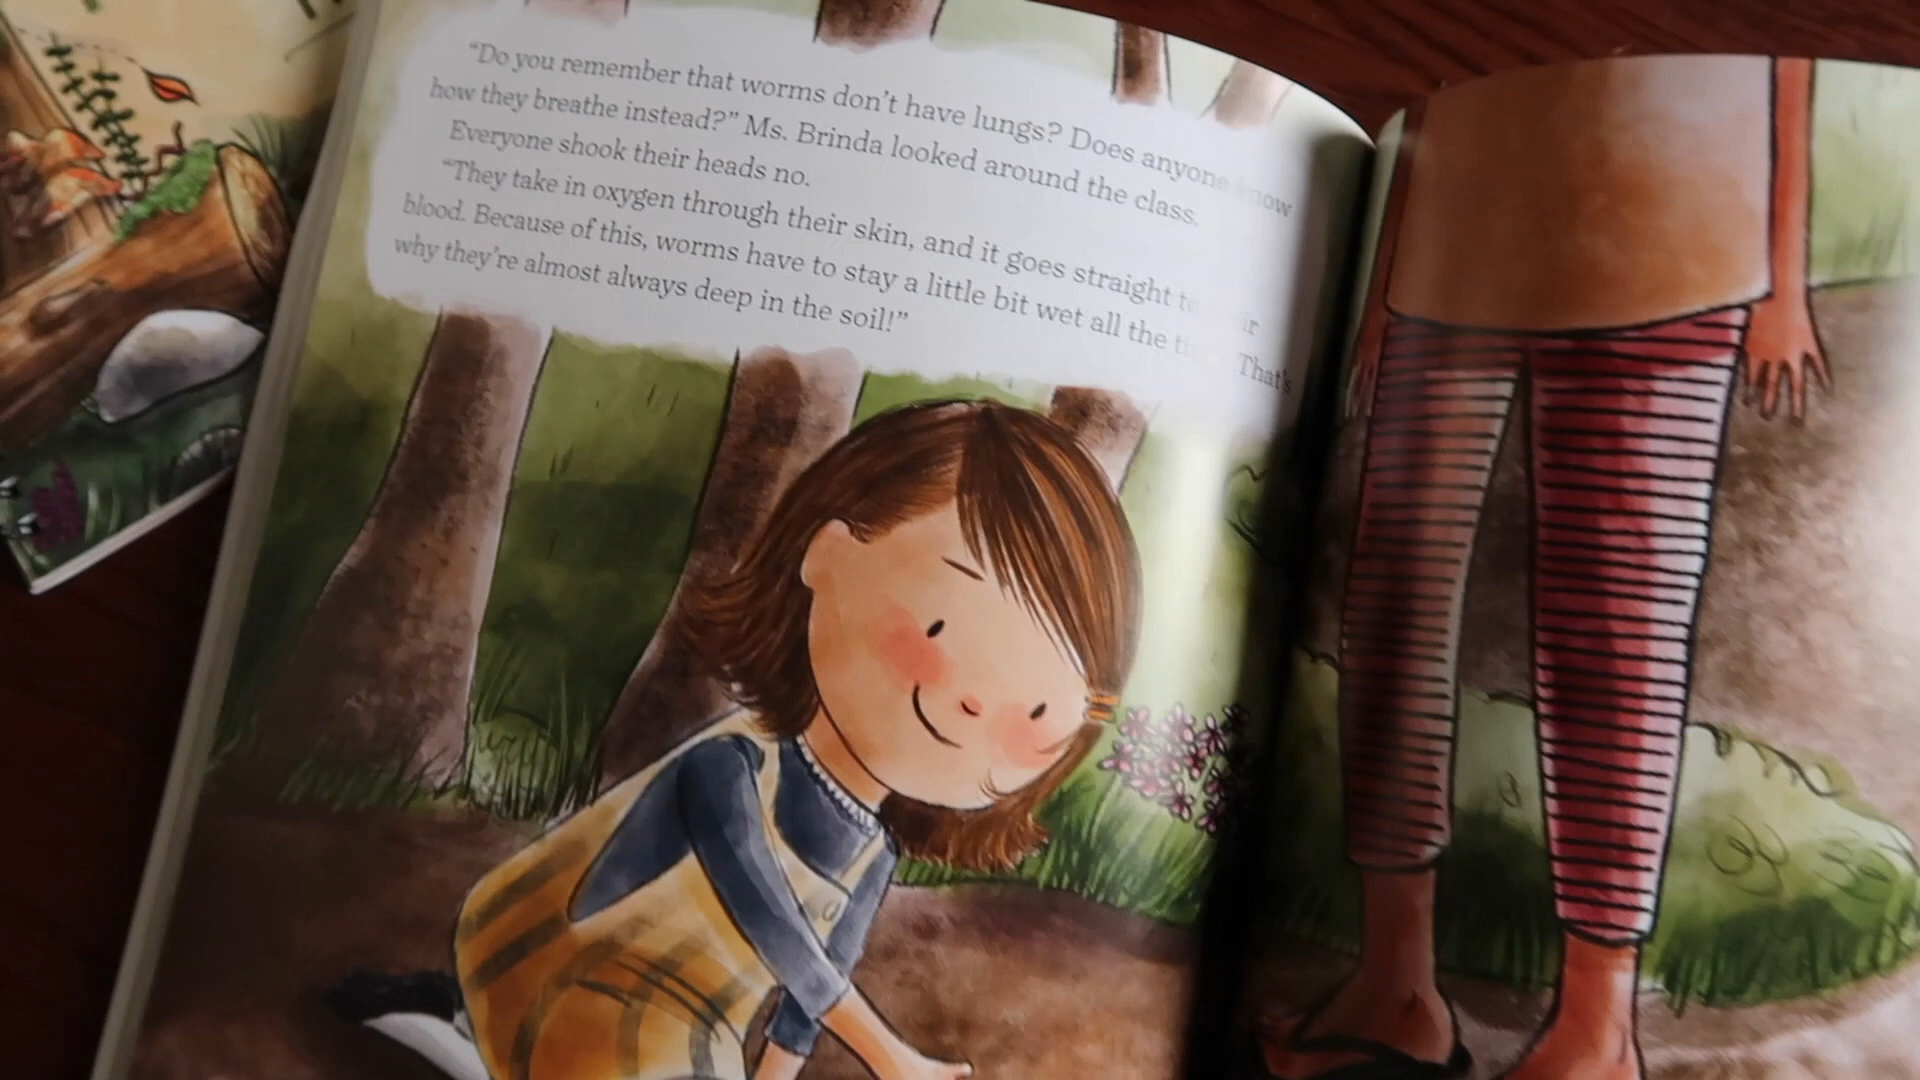 “Do you remember that worms don’t have lungs? Does anyone know
how they breathe instead?” Ms. Brinda looked around the class.
Everyone shook their heads no.
“They take in oxygen through their skin, and it goes straight to
blood. Because of this, worms have to stay a little bit wet all the That’s
why they’re almost always deep in the soil!”